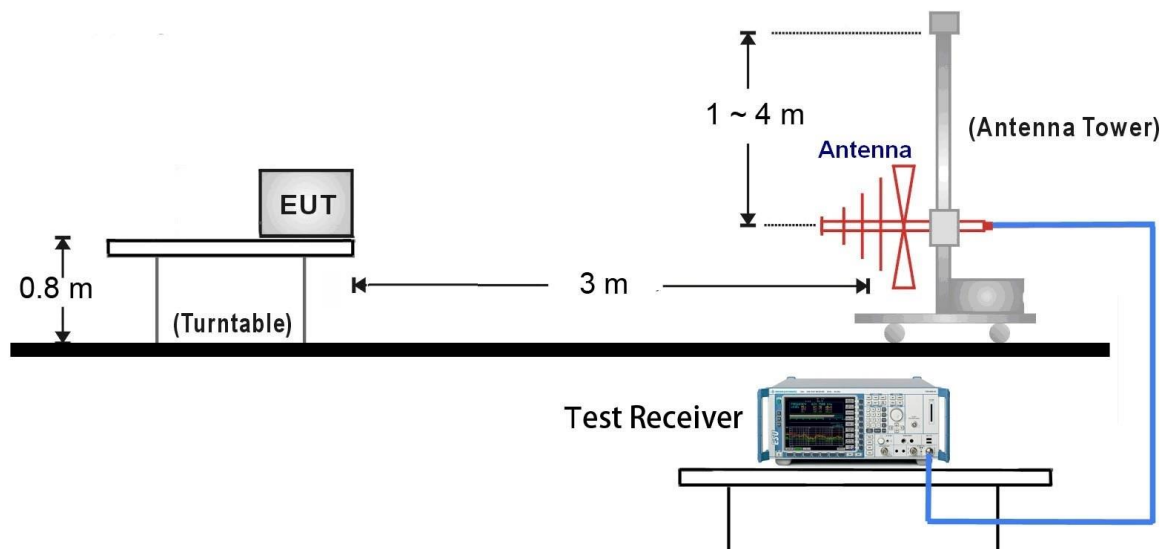 1 ~ 4 m
(Antenna Tower)
Antenna
EUT
0.8 m
3 m
(Turntable)
Test Receiver